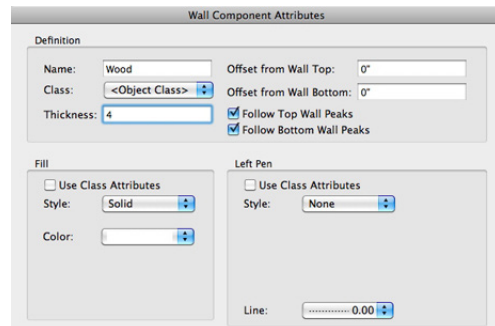 Wall Component Attributes
Definition
Name: Wood
Class: <Object Class>
Thickness: 4
Offset from Wall Top: 0"
Offset from Wall Bottom: 0"
Follow Top Wall Peaks
Follow Bottom Wall Peaks
Fill
Use Class Attributes
Style: Solid
Color:
Left Pen
Use Class Attributes
Style: None
Line: 0.00